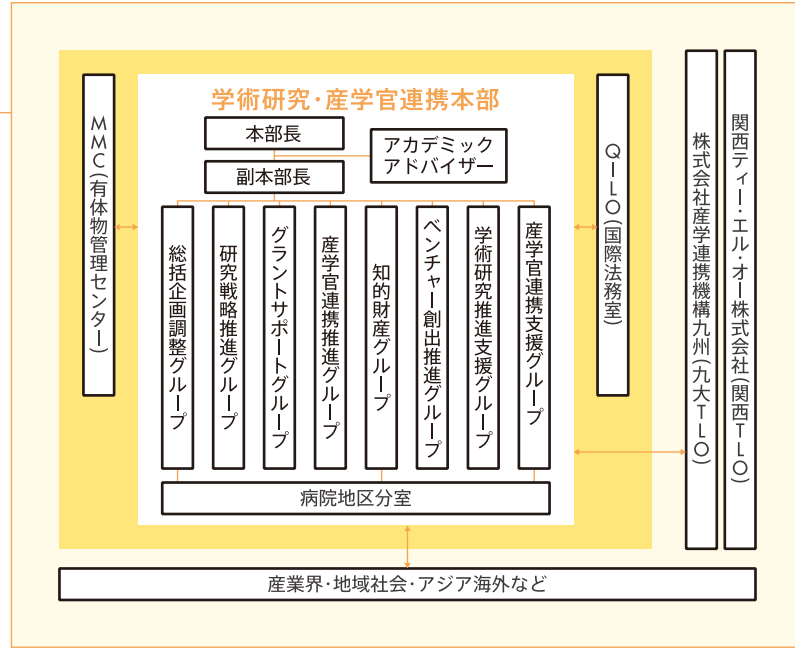 学術研究・産学官連携本部
本部長
アカデミック
アドバイザー
副本部長
MMC(有体物管理センター)
総括企画調整グループ
研究戦略推進グループ
グラントサポートグループ
産学官連携推進グループ
知的財産グループ
ベンチャー創出推進グループ
学術研究推進支援グループ
産学官連携支援グループ
QILO(国際法務室)
株式会社産学連携機構九州(九大TLO)
関西ティー・エル・オー株式会社(関西TLO)
病院地区分室
産業界・地域社会・アジア海外など